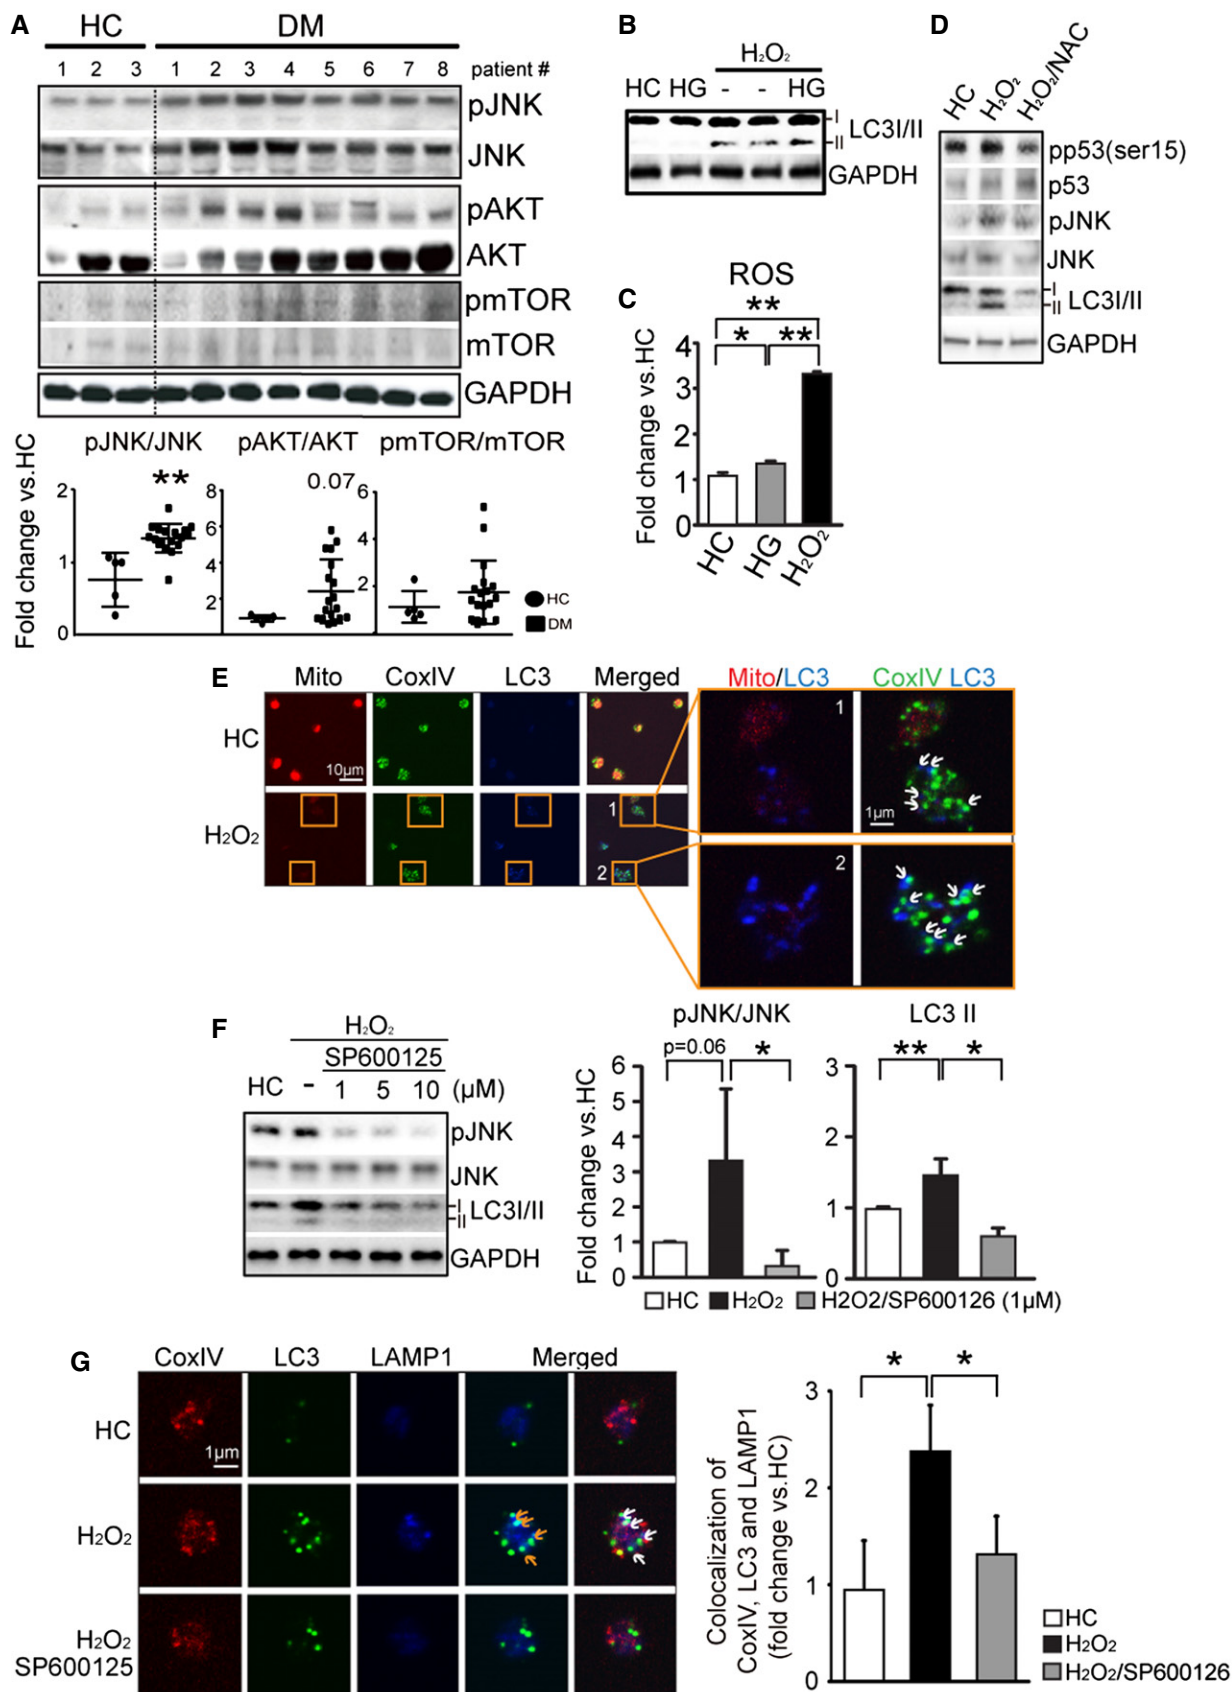 A
HC DM
1 2 3 1 2 3 4 5 6 7 8 patient #
pJNK
JNK
pAKT
AKT
pmTOR
mTOR
GAPDH
pJNK/JNK pAKT/AKT pmTOR/mTOR
Fold change vs.HC
** 0.07
2 1 0
8 6 4 2
6 4 2
HC
DM
B
H₂O₂
HC HG - - HG
I
II
LC3I/II
GAPDH
C
ROS
**
* **
Fold change vs.HC
4
3
2
1
0
HC HG H₂O₂
D
HC H₂O₂ H₂O₂/NAC
pp53(ser15)
p53
pJNK
JNK
I
II
LC3I/II
GAPDH
E
Mito CoxIV LC3 Merged Mito/LC3 CoxIV LC3
HC
10µm
H₂O₂
1
2
1
1µm
2
F
H₂O₂
SP600125
HC - 1 5 10 (µM)
pJNK
JNK
I
II
LC3I/II
GAPDH
pJNK/JNK LC3 II
p=0.06 * ** *
Fold change vs.HC
6
5
4
3
2
1
0
3
2
1
0
HC H₂O₂ H2O2/SP600126 (1µM)
G
CoxIV LC3 LAMP1 Merged
HC
1µm
H₂O₂
H₂O₂
SP600125
* *
Colocalization of
CoxIV, LC3 and LAMP1
(fold change vs.HC)
3
2
1
0
HC
H₂O₂
H₂O₂/SP600126